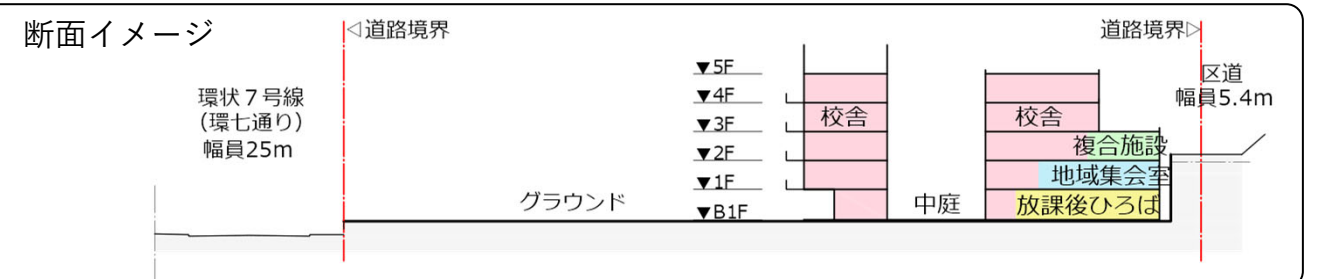 断面イメージ
◁道路境界
道路境界▷
環状7号線
(環七通り)
幅員25m
区道
幅員5.4m
▼5F
▼4F
▼3F
▼2F
▼1F
▼B1F
校舎
校舎
複合施設
地域集会室
放課後ひろば
グラウンド
中庭